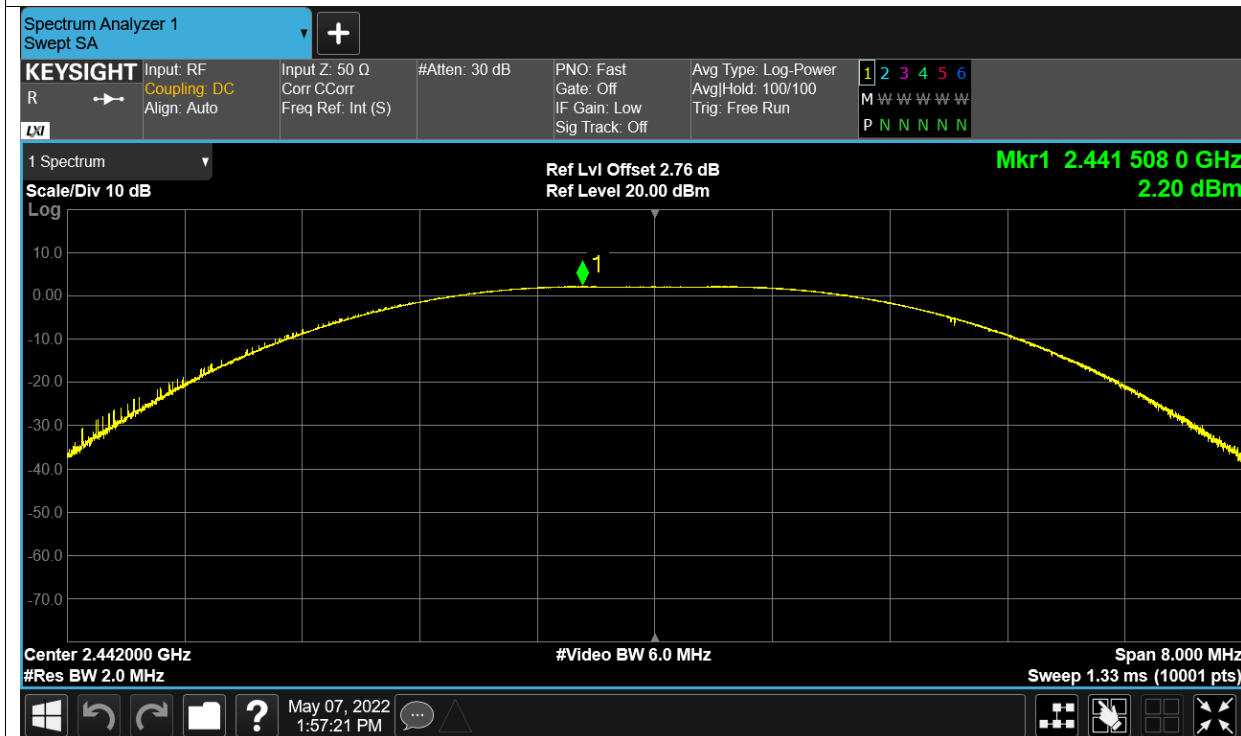 Spectrum Analyzer 1
Swept SA
+
KEYSIGHT
R
LXI
Input: RF
Coupling: DC
Align: Auto
Input Z: 50 Ω
Corr CCorr
Freq Ref: Int (S)
#Atten: 30 dB
PNO: Fast
Gate: Off
IF Gain: Low
Sig Track: Off
Avg Type: Log-Power
Avg|Hold: 100/100
Trig: Free Run
1 2 3 4 5 6
M W W W W W
P N N N N N
1 Spectrum
Scale/Div 10 dB
Log
Ref Lvl Offset 2.76 dB
Ref Level 20.00 dBm
Mkr1 2.441 508 0 GHz
2.20 dBm
10.0
0.00
-10.0
-20.0
-30.0
-40.0
-50.0
-60.0
-70.0
1
Center 2.442000 GHz
#Res BW 2.0 MHz
#Video BW 6.0 MHz
Span 8.000 MHz
Sweep 1.33 ms (10001 pts)
?
May 07, 2022
1:57:21 PM